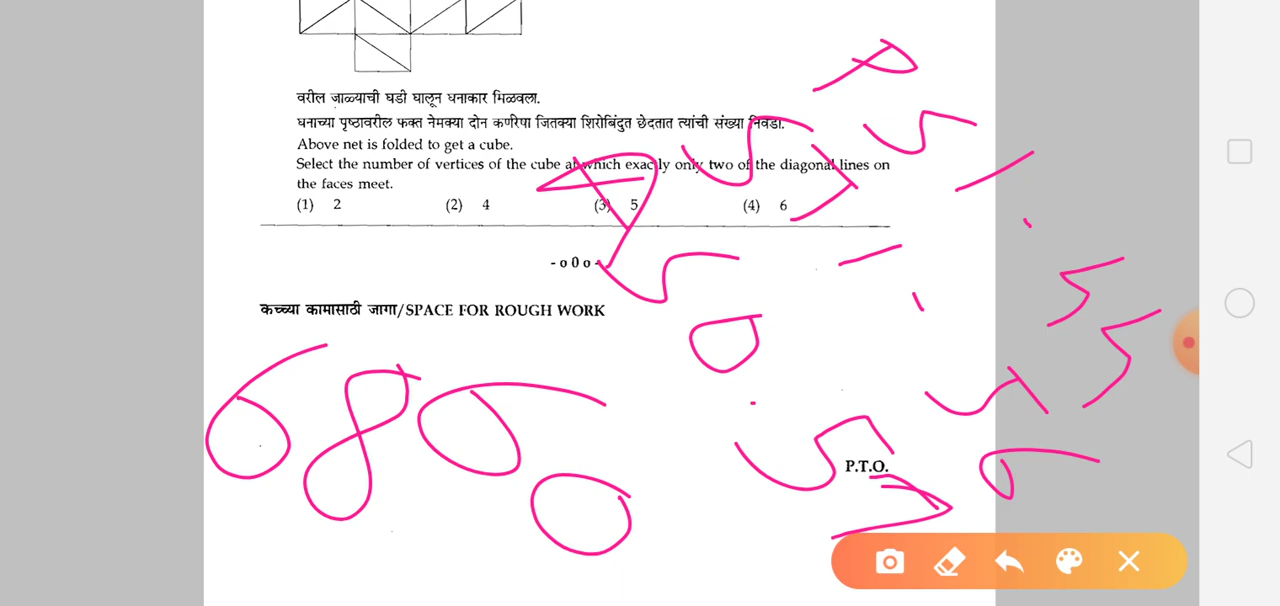 वरील जाळ्याची घडी घालून घनाकार मिळवला.
घनाच्या पृष्ठावरील फक्त नेमक्या दोन कर्णरेषा जितक्या शिरोबिंदुत छेदतात त्यांची संख्या निवडा.
Above net is folded to get a cube.
Select the number of vertices of the cube at which exactly only two of the diagonal lines on
the faces meet.
(1) 2 (2) 4 (3) 5 (4) 6
- o 0 o -
कच्च्या कामासाठी जागा/SPACE FOR ROUGH WORK
P.T.O.